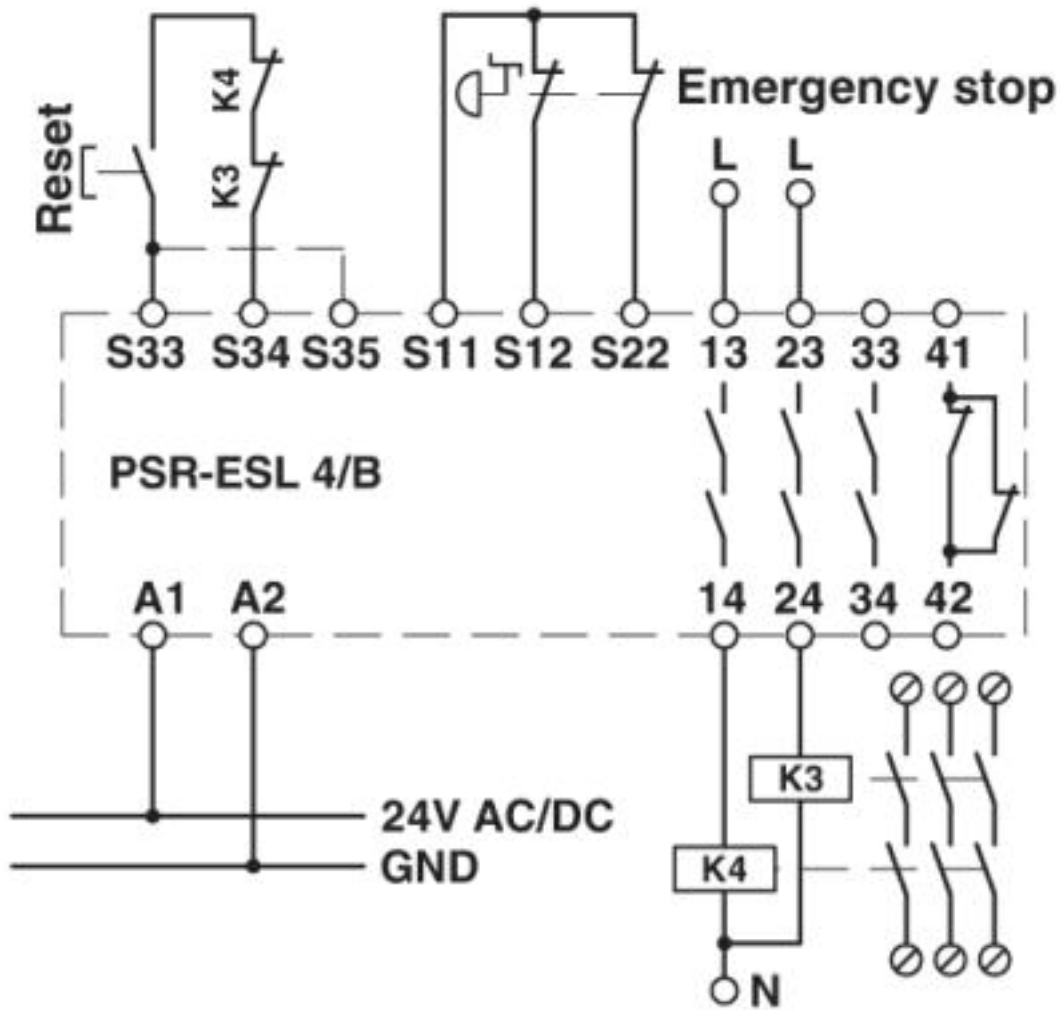 K4
Emergency stop
L L
Reset
K3
S33 S34 S35 S11 S12 S22 13 23 33 41
PSR-ESL 4/B
A1 A2 14 24 34 42
K3
24V AC/DC
K4
GND
N